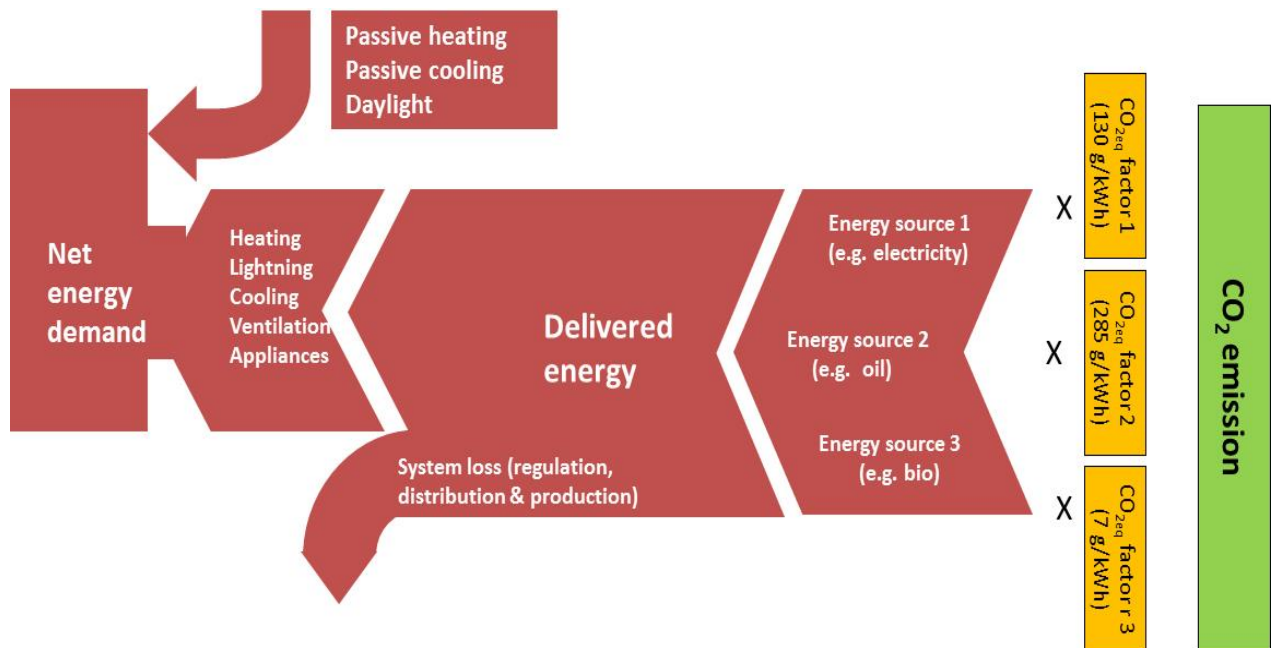 Passive heating
Passive cooling
Daylight
Net
energy
demand
Heating
Lightning
Cooling
Ventilation
Appliances
Delivered
energy
System loss (regulation,
distribution & production)
Energy source 1
(e.g. electricity)
Energy source 2
(e.g. oil)
Energy source 3
(e.g. bio)
X
X
X
CO₂eq factor 1
(130 g/kWh)
CO₂eq factor 2
(285 g/kWh)
CO₂eq factor r 3
(7 g/kWh)
CO₂ emission